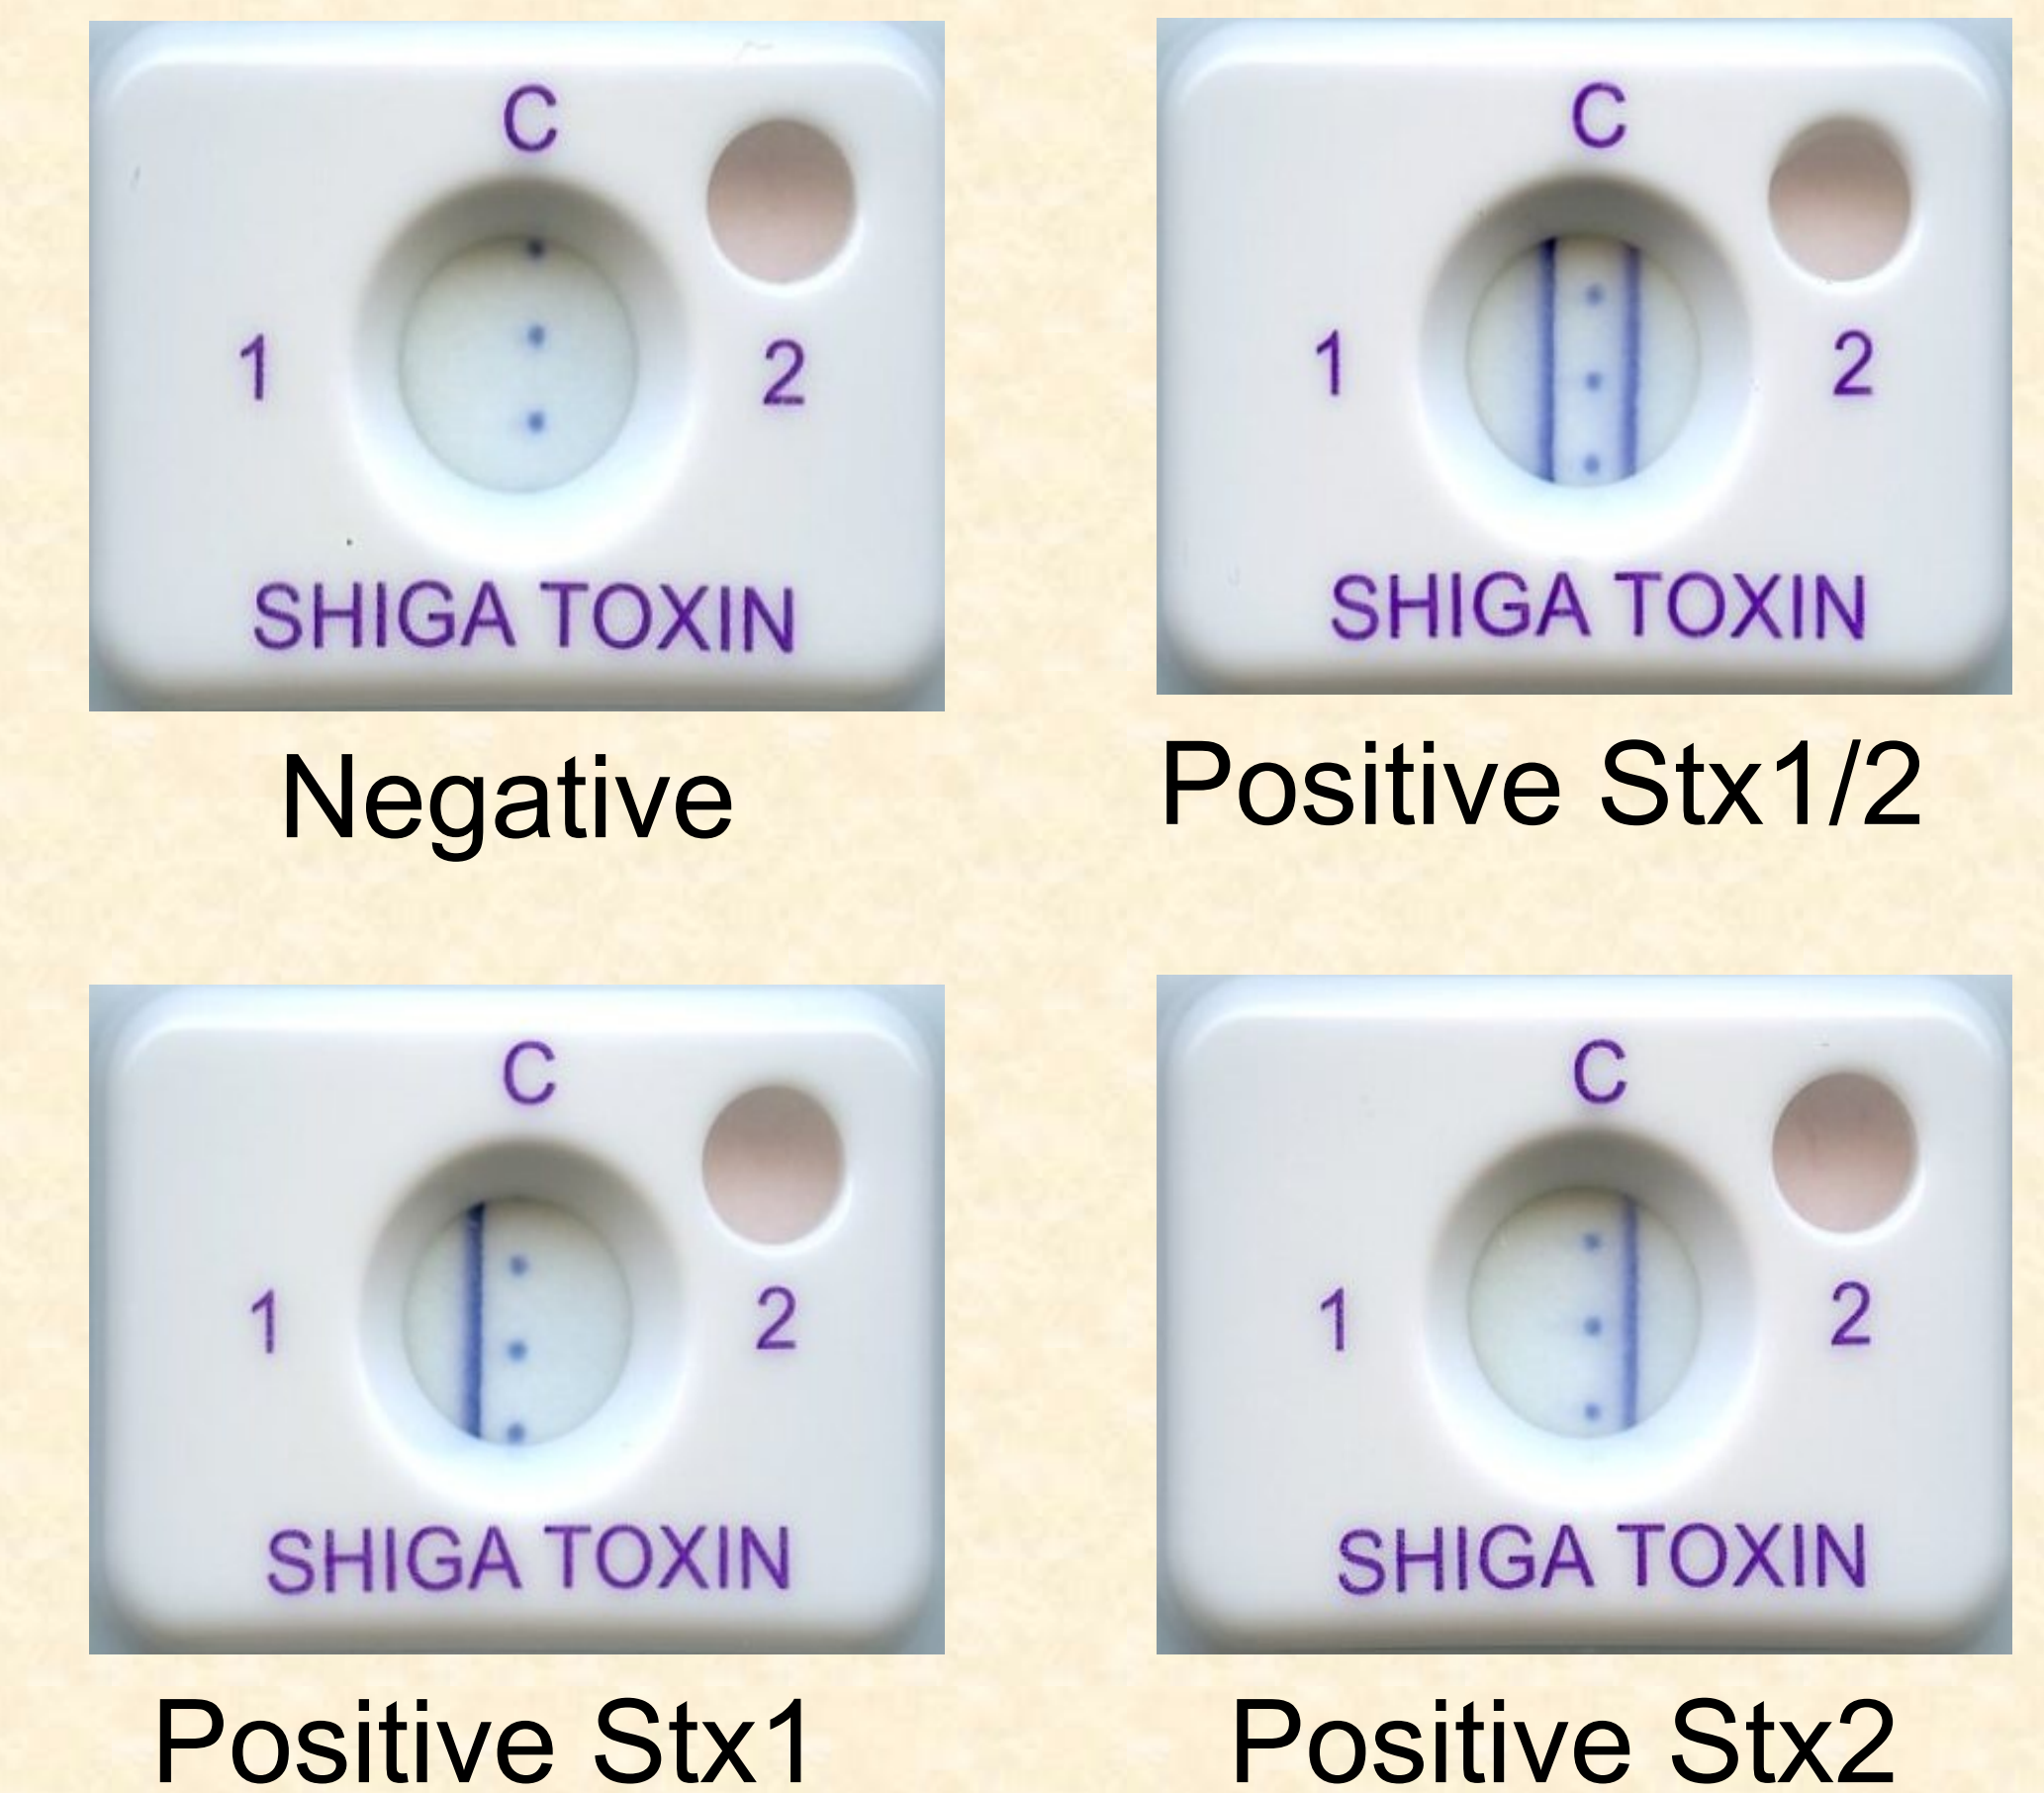 C
1
2
SHIGA TOXIN
Negative
C
1
2
SHIGA TOXIN
Positive Stx1/2
C
1
2
SHIGA TOXIN
Positive Stx1
C
1
2
SHIGA TOXIN
Positive Stx2